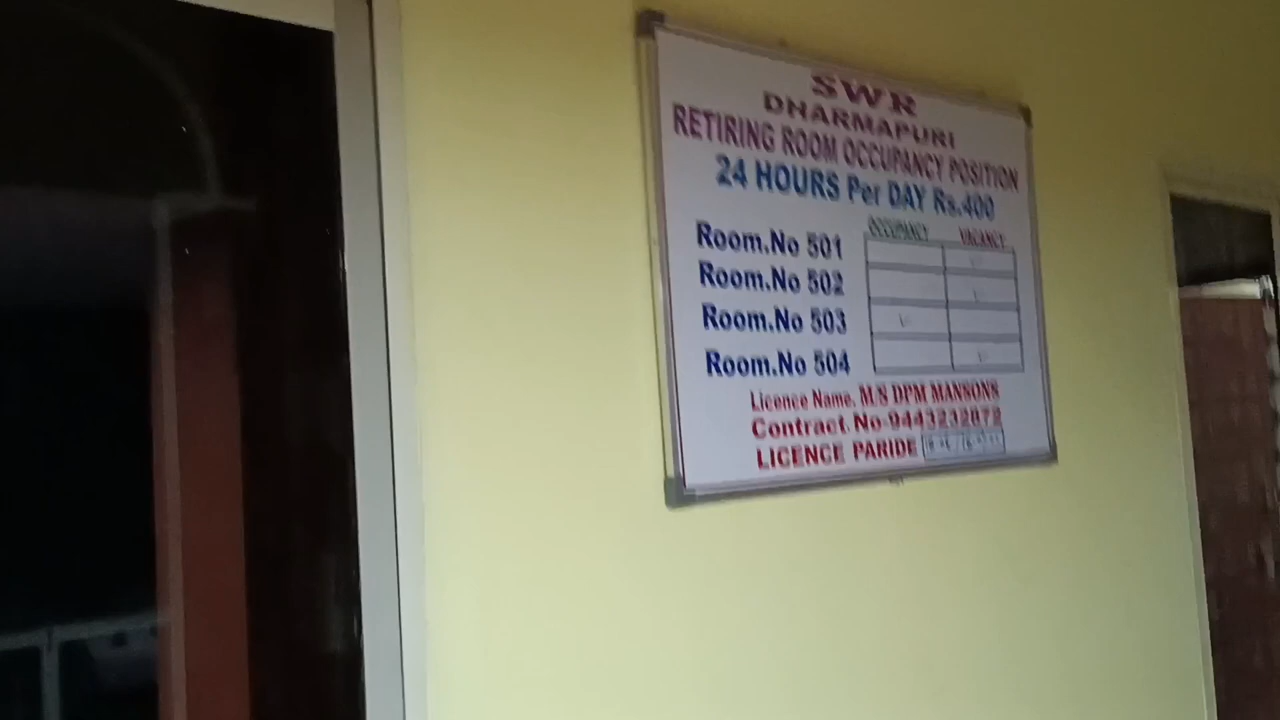 SWR
DHARMAPURI
RETIRING ROOM OCCUPANCY POSITION
24 HOURS Per DAY Rs.400
OCCUPANCY VACANCY
Room.No 501
Room.No 502
Room.No 503
Room.No 504
Licence Name. M/S DPM MANSONS
Contract. No-9443232872
LICENCE PARIDE